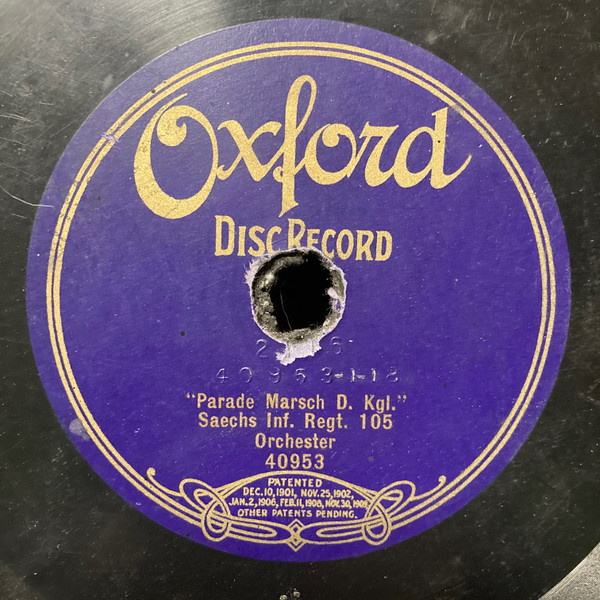 Oxford
DISC RECORD
40953-1-18
"Parade Marsch D. Kgl."
Saechs Inf. Regt. 105
Orchester
40953
PATENTED
DEC. 10, 1901, NOV. 25, 1902,
JAN. 2, 1906, FEB. 11, 1908, NOV. 30, 1909
OTHER PATENTS PENDING.